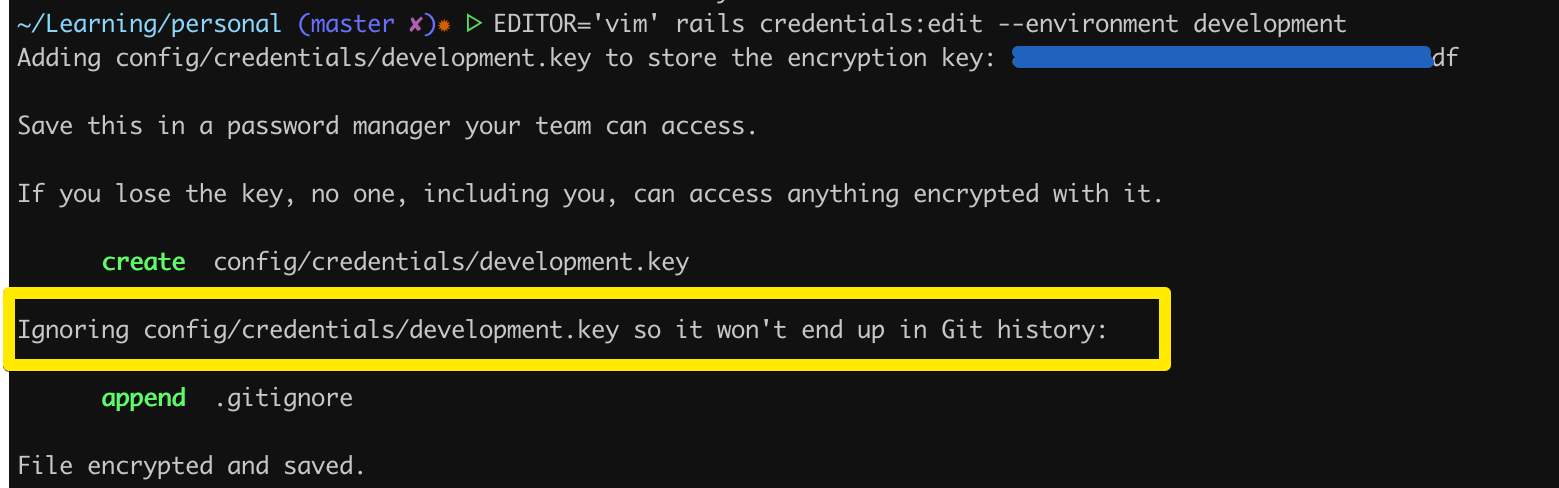 ~/Learning/personal (master ✘)✹ ▷ EDITOR='vim' rails credentials:edit --environment development
Adding config/credentials/development.key to store the encryption key: df
Save this in a password manager your team can access.
If you lose the key, no one, including you, can access anything encrypted with it.
create config/credentials/development.key
Ignoring config/credentials/development.key so it won't end up in Git history:
append .gitignore
File encrypted and saved.